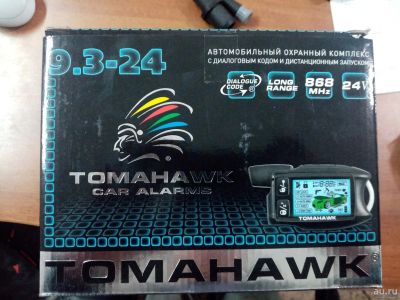 9.3-24
АВТОМОБИЛЬНЫЙ ОХРАННЫЙ КОМПЛЕКС
С ДИАЛОГОВЫМ КОДОМ И ДИСТАНЦИОННЫМ ЗАПУСКОМ
DIALOGUE CODE
LONG RANGE
868 MHz
24V
TOMAHAWK
CAR ALARMS
TOMAHAWK
TOMAHAWK
au.ru